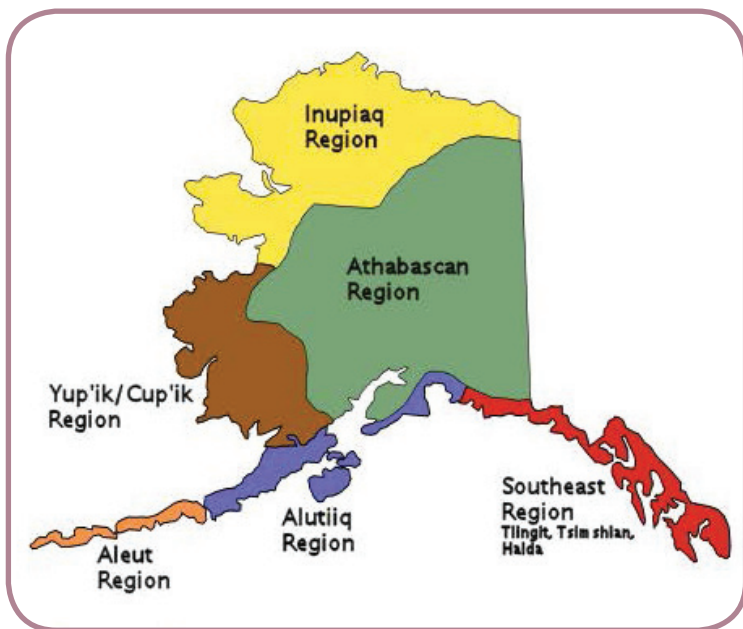 Inupiaq
Region
Athabascan
Region
Yup'ik/Cup'ik
Region
Alutiiq
Region
Southeast
Region
Tlingit, Tsimshian,
Haida
Aleut
Region